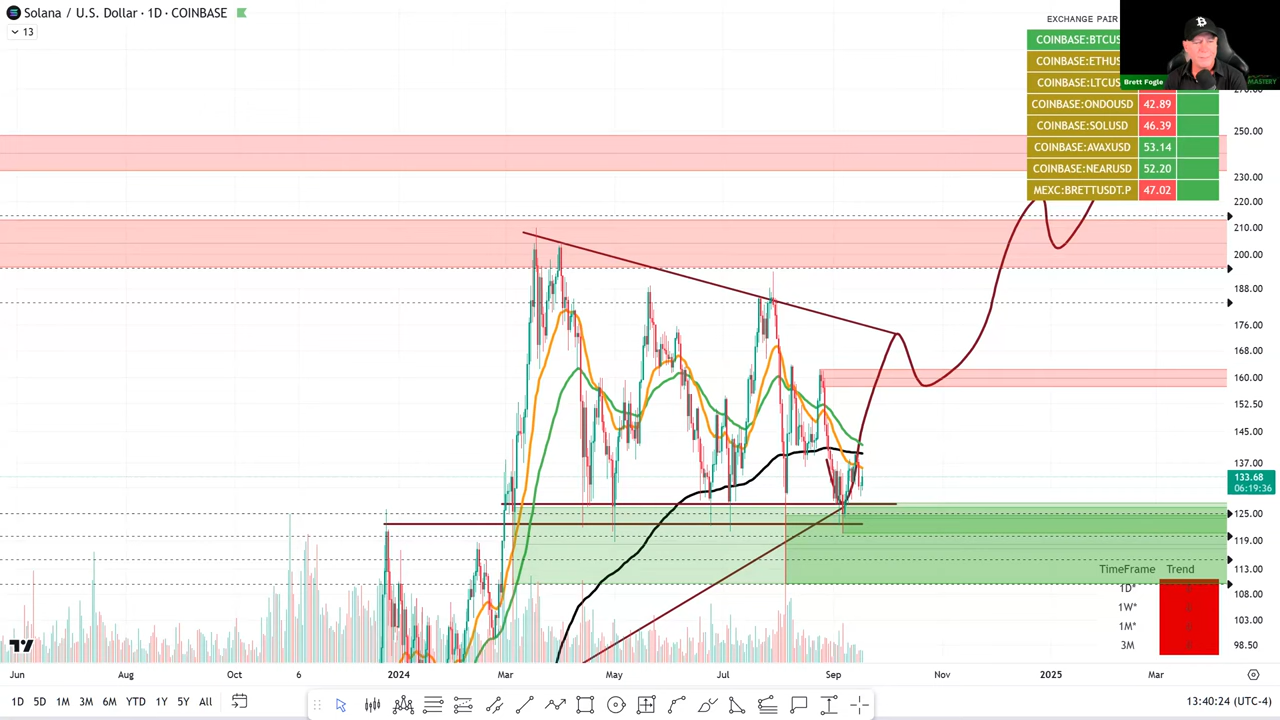 Solana / U.S. Dollar · 1D · COINBASE
13
EXCHANGE PAIR
COINBASE:BTCUS
COINBASE:ETHUS
COINBASE:LTCUS
COINBASE:ONDOUSD 42.89
COINBASE:SOLUSD 46.39
COINBASE:AVAXUSD 53.14
COINBASE:NEARUSD 52.20
MEXC:BRETTUSDT.P 47.02
Brett Fogle
MASTERY
270.00
250.00
230.00
220.00
210.00
200.00
188.00
176.00
168.00
160.00
152.50
145.00
137.00
133.68
06:19:36
125.00
119.00
113.00
108.00
103.00
98.50
TimeFrame Trend
1D*
1W*
1M*
3M
Jun Aug Oct 6 2024 Mar May Jul Sep Nov 2025 Mar
1D 5D 1M 3M 6M YTD 1Y 5Y All
13:40:24 (UTC-4)